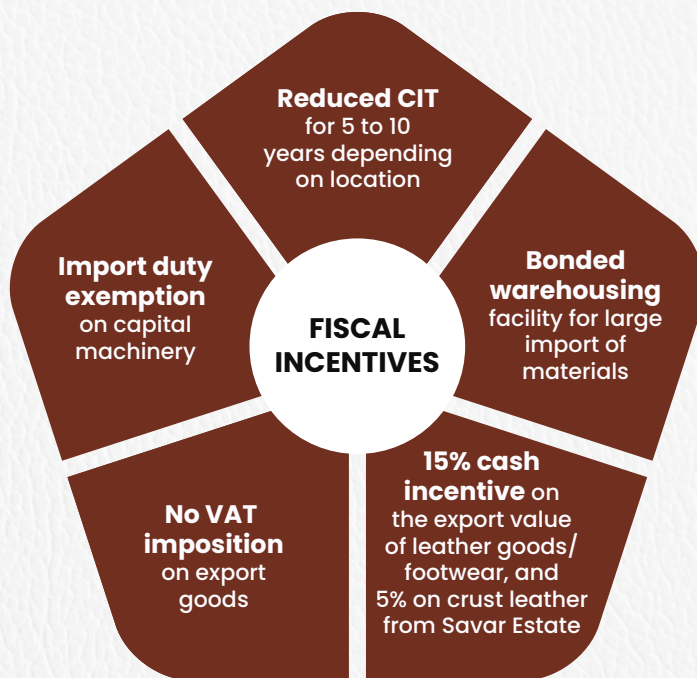 Reduced CIT
for 5 to 10
years depending
on location
Bonded
warehousing
facility for large
import of
materials
15% cash
incentive on
the export value
of leather goods/
footwear, and
5% on crust leather
from Savar Estate
No VAT
imposition
on export
goods
Import duty
exemption
on capital
machinery
FISCAL
INCENTIVES